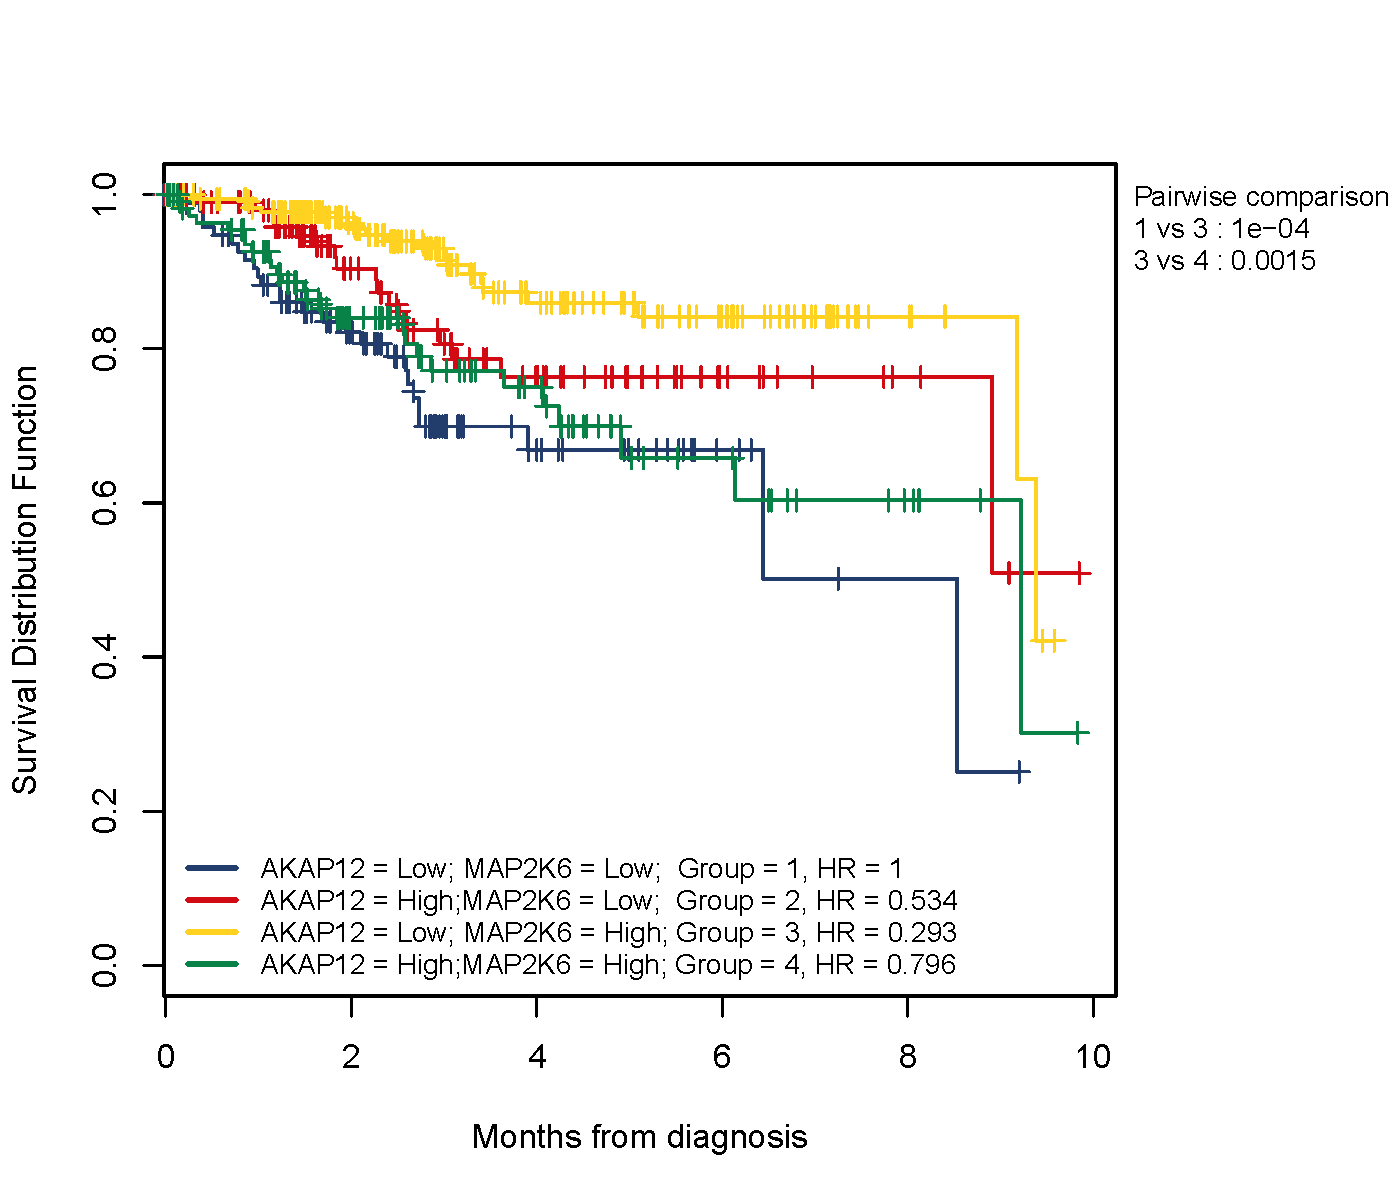 Pairwise comparison
1 vs 3 : 1e−04
3 vs 4 : 0.0015
Survival Distribution Function
1.0
0.8
0.6
0.4
0.2
0.0
AKAP12 = Low; MAP2K6 = Low;  Group = 1, HR = 1
AKAP12 = High;MAP2K6 = Low;  Group = 2, HR = 0.534
AKAP12 = Low; MAP2K6 = High; Group = 3, HR = 0.293
AKAP12 = High;MAP2K6 = High; Group = 4, HR = 0.796
0 2 4 6 8 10
Months from diagnosis